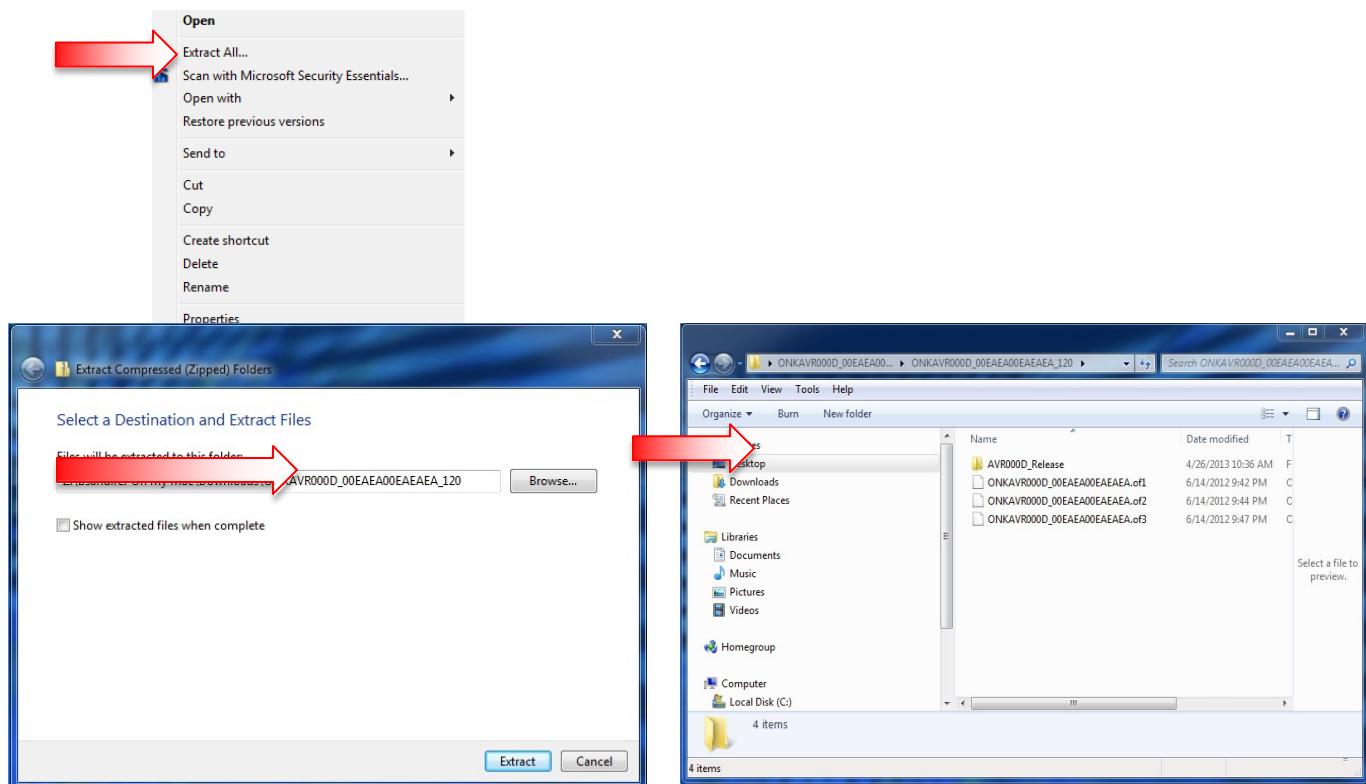 Open
Extract All...
Scan with Microsoft Security Essentials...
Open with
Restore previous versions
Send to
Cut
Copy
Create shortcut
Delete
Rename
Properties
Extract Compressed (Zipped) Folders
Select a Destination and Extract Files
Files will be extracted to this folder:
AVR000D_00EAEA00EAEAEA_120
Browse...
Show extracted files when complete
Extract
Cancel
x
ONKAVR000D_00EAEA00... ONKAVR000D_00EAEA00EAEAEA_120
Search ONKAVR000D_00EAEA00EAEA...
File Edit View Tools Help
Organize Burn New folder
Desktop
Downloads
Recent Places
Libraries
Documents
Music
Pictures
Videos
Homegroup
Computer
Local Disk (C:)
Name Date modified T
AVR000D_Release 4/26/2013 10:36 AM F
ONKAVR000D_00EAEA00EAEAEA.of1 6/14/2012 9:42 PM C
ONKAVR000D_00EAEA00EAEAEA.of2 6/14/2012 9:44 PM C
ONKAVR000D_00EAEA00EAEAEA.of3 6/14/2012 9:47 PM C
Select a file to
preview.
4 items
4 items